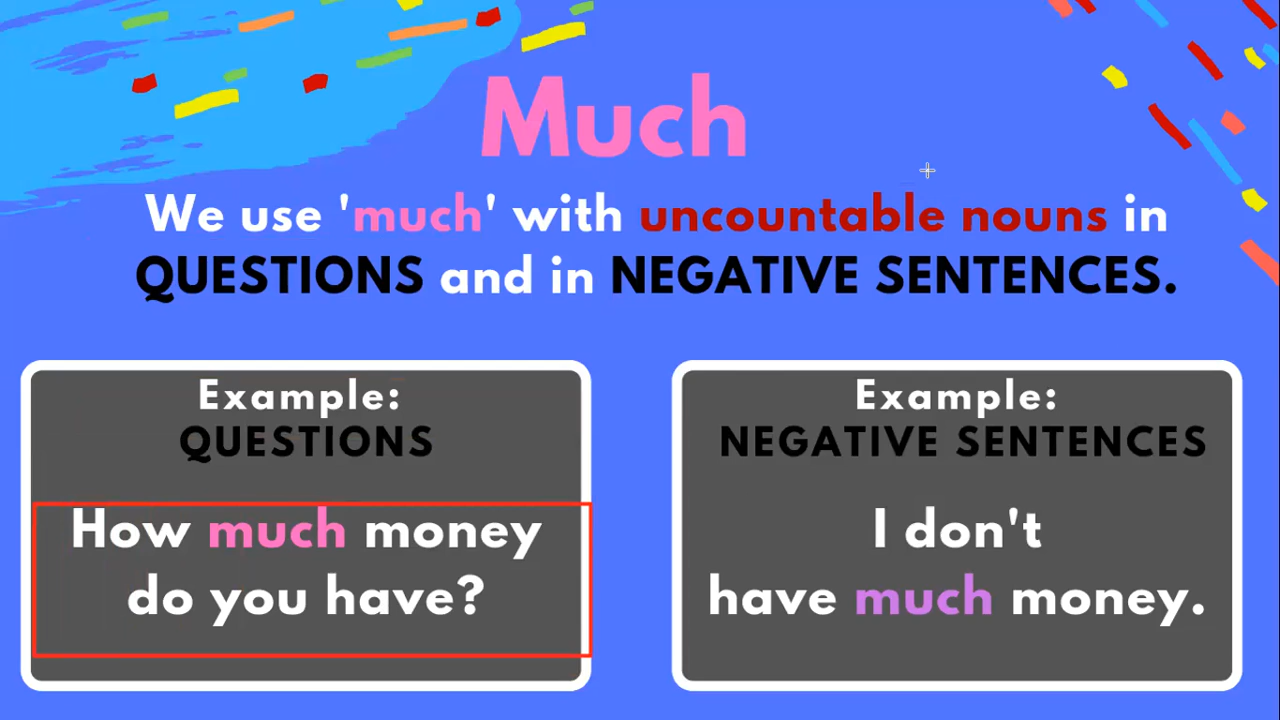 Much
We use 'much' with uncountable nouns in
QUESTIONS and in NEGATIVE SENTENCES.
Example:
QUESTIONS
How much money
do you have?
Example:
NEGATIVE SENTENCES
I don't
have much money.